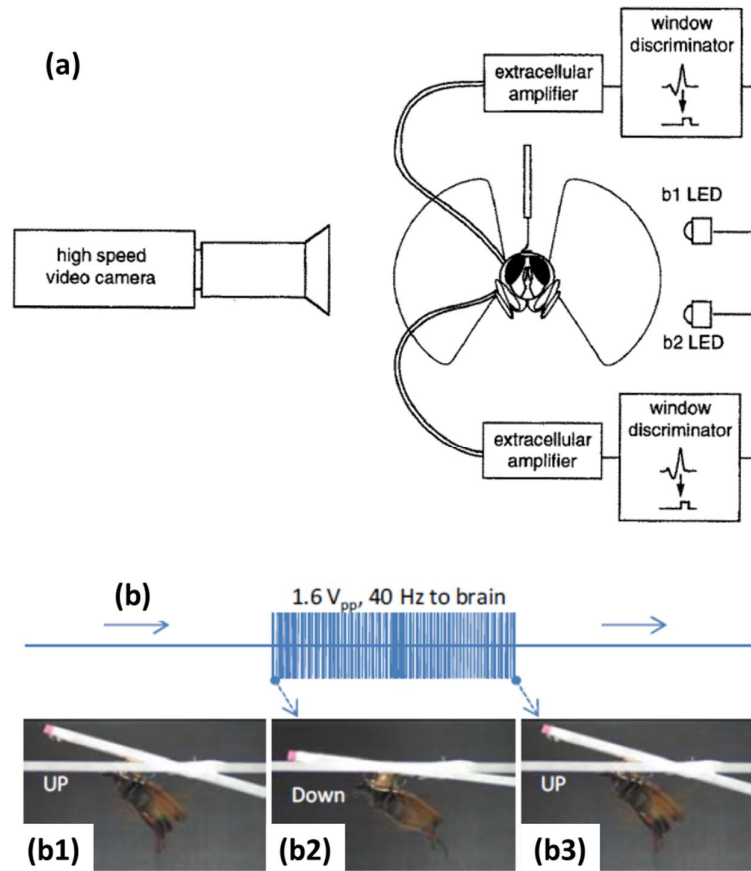 (a)
window
discriminator
extracellular
amplifier
b1 LED
high speed
video camera
b2 LED
window
discriminator
extracellular
amplifier
(b)
1.6 Vpp, 40 Hz to brain
UP
Down
UP
(b1)
(b2)
(b3)